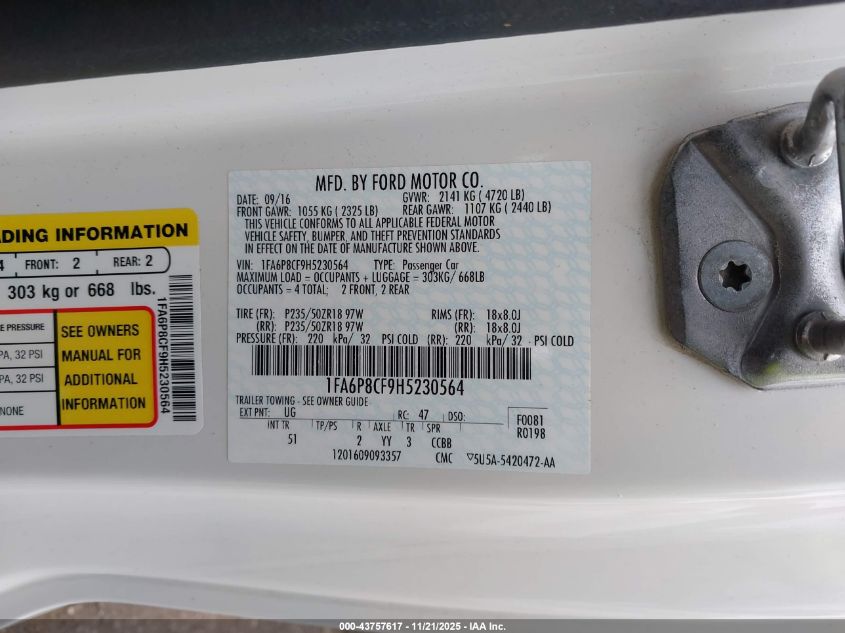 ADING INFORMATION
4 FRONT: 2 REAR: 2
303 kg or 668 lbs.
E PRESSURE
PA, 32 PSI
PA, 32 PSI
NONE
SEE OWNERS
MANUAL FOR
ADDITIONAL
INFORMATION
1FA6P8CF9H5230564
MFD. BY FORD MOTOR CO.
DATE: 09/16 GVWR: 2141 KG ( 4720 LB)
FRONT GAWR: 1055 KG ( 2325 LB) REAR GAWR: 1107 KG ( 2440 LB)
THIS VEHICLE CONFORMS TO ALL APPLICABLE FEDERAL MOTOR
VEHICLE SAFETY, BUMPER, AND THEFT PREVENTION STANDARDS
IN EFFECT ON THE DATE OF MANUFACTURE SHOWN ABOVE.
VIN: 1FA6P8CF9H5230564 TYPE: Passenger Car
MAXIMUM LOAD = OCCUPANTS + LUGGAGE = 303KG/ 668LB
OCCUPANTS = 4 TOTAL; 2 FRONT, 2 REAR
TIRE (FR): P235/50ZR18 97W RIMS (FR): 18x8.0J
(RR): P235/50ZR18 97W (RR): 18x8.0J
PRESSURE (FR): 220 kPa/ 32 PSI COLD (RR): 220 kPa/ 32 PSI COLD
1FA6P8CF9H5230564
TRAILER TOWING - SEE OWNER GUIDE
EXT PNT: UG RC: 47 DSO:
F0081
R0198
INT TR TP/PS R AXLE TR SPR
51 2 YY 3 CCBB
1201609093357 CMC ▽5U5A-5420472-AA
000-43757617 - 11/21/2025 - IAA Inc.